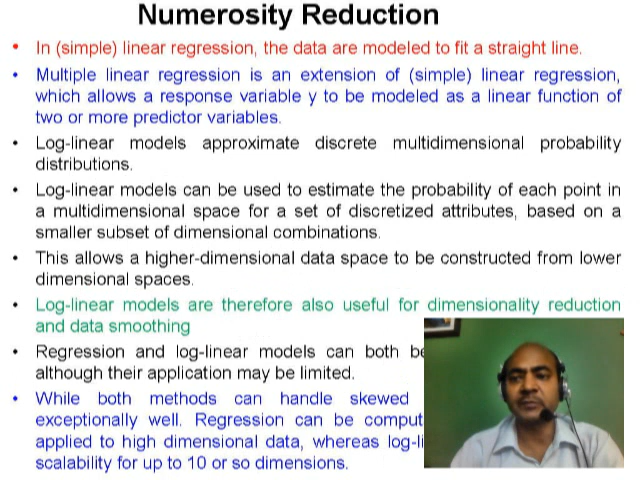 Numerosity Reduction
• In (simple) linear regression, the data are modeled to fit a straight line.
• Multiple linear regression is an extension of (simple) linear regression,
which allows a response variable y to be modeled as a linear function of
two or more predictor variables.
• Log-linear models approximate discrete multidimensional probability
distributions.
• Log-linear models can be used to estimate the probability of each point in
a multidimensional space for a set of discretized attributes, based on a
smaller subset of dimensional combinations.
• This allows a higher-dimensional data space to be constructed from lower
dimensional spaces.
• Log-linear models are therefore also useful for dimensionality reduction
and data smoothing
• Regression and log-linear models can both
although their application may be limited.
• While both methods can handle skewed
exceptionally well. Regression can be
applied to high dimensional data, whereas
scalability for up to 10 or so dimensions.